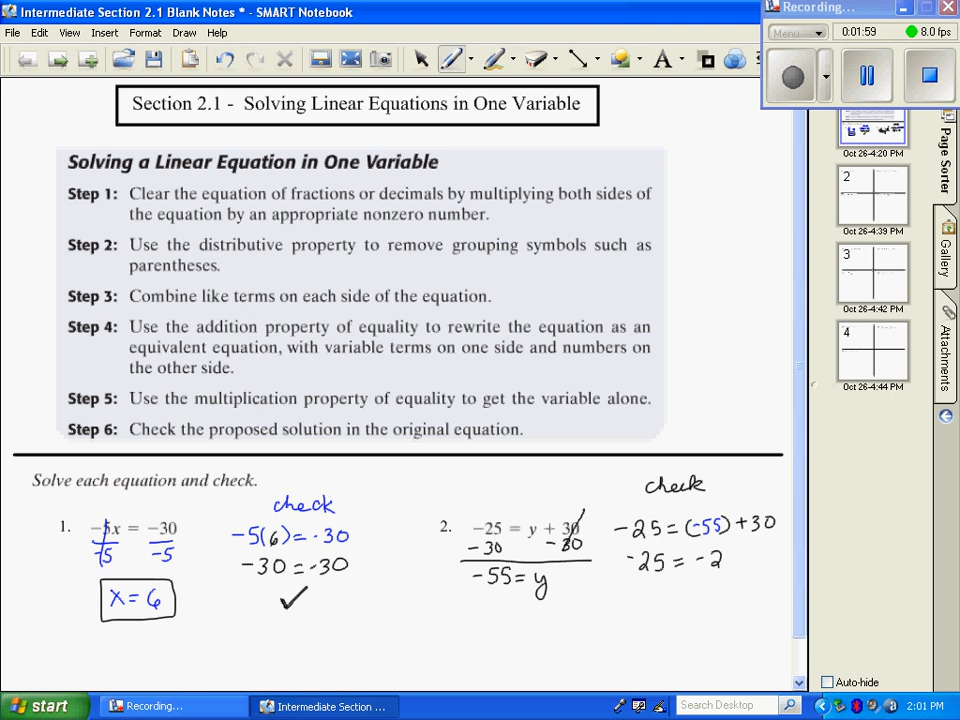 Intermediate Section 2.1 Blank Notes * - SMART Notebook
Recording...
File Edit View Insert Format Draw Help
Menu
0:01:59
8.0 fps
Section 2.1 - Solving Linear Equations in One Variable
Solving a Linear Equation in One Variable
Step 1: Clear the equation of fractions or decimals by multiplying both sides of
the equation by an appropriate nonzero number.
Step 2: Use the distributive property to remove grouping symbols such as
parentheses.
Step 3: Combine like terms on each side of the equation.
Step 4: Use the addition property of equality to rewrite the equation as an
equivalent equation, with variable terms on one side and numbers on
the other side.
Step 5: Use the multiplication property of equality to get the variable alone.
Step 6: Check the proposed solution in the original equation.
Solve each equation and check.
1. -5x = -30
-5 -5
x = 6
check
-5(6) = -30
-30 = -30
✓
2. -25 = y + 30
-30 -30
-55 = y
check
-25 = (-55) + 30
-25 = -2
Oct 26-4:20 PM
2
Oct 26-4:39 PM
3
Oct 26-4:42 PM
4
Oct 26-4:44 PM
Page Sorter
Gallery
Attachments
Auto-hide
start
Recording...
Intermediate Section ...
Search Desktop
2:01 PM